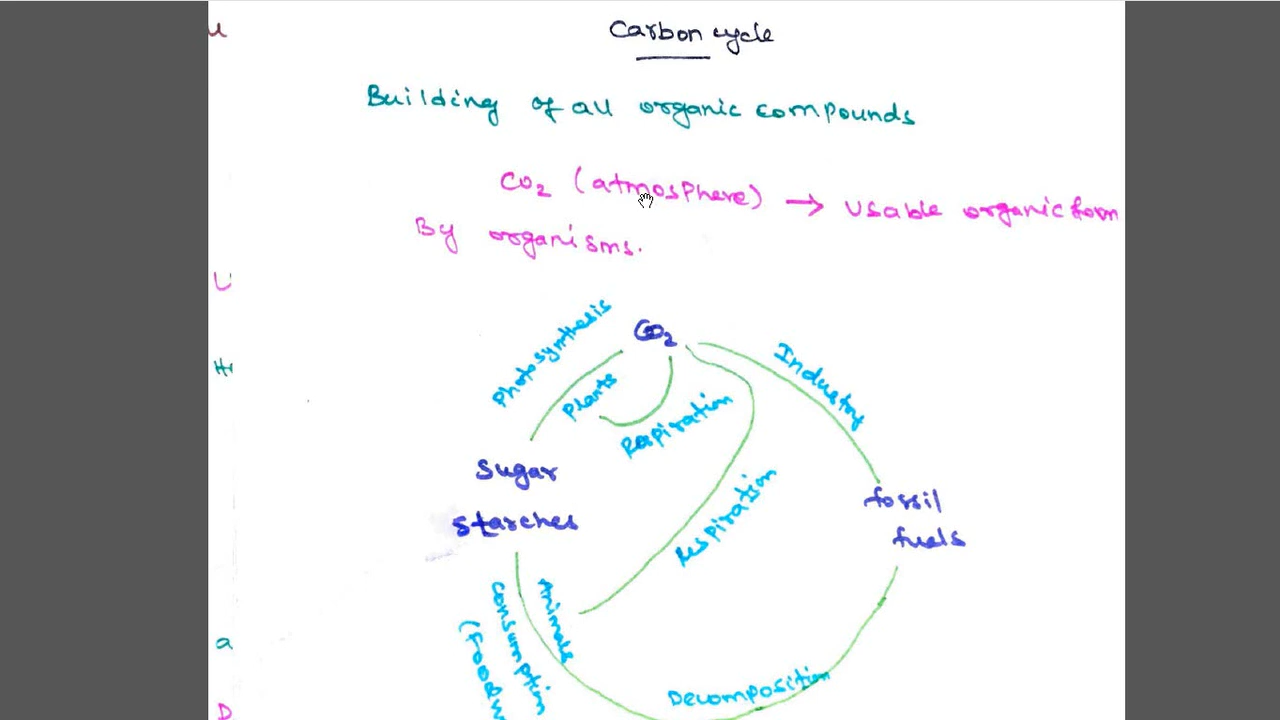 Carbon cycle
Building of all organic compounds
CO2 (atmosphere) → usable organic form
By organisms.
CO2
Photosynthesis
Plants
Respiration
Industry
Sugar
starches
Respiration
fossil
fuels
Animals
Consumption
Decomposition